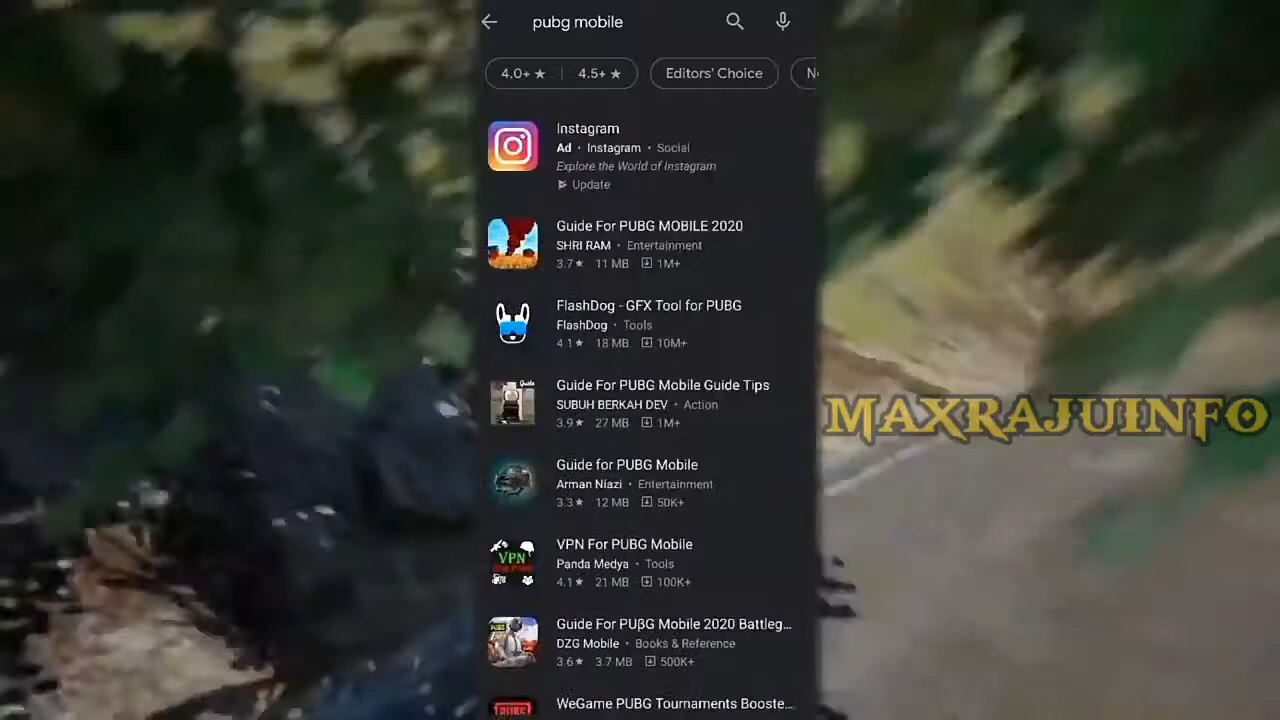 pubg mobile
4.0+ ★ 4.5+ ★ Editors' Choice
Instagram
Ad • Instagram • Social
Explore the World of Instagram
Update
Guide For PUBG MOBILE 2020
SHRI RAM • Entertainment
3.7★ 11 MB 1M+
FlashDog - GFX Tool for PUBG
FlashDog • Tools
4.1★ 18 MB 10M+
Guide
Guide For PUBG Mobile Guide Tips
SUBUH BERKAH DEV • Action
3.9★ 27 MB 1M+
MAXRAJUINFO
Guide for PUBG Mobile
Arman Niazi • Entertainment
3.3★ 12 MB 50K+
VPN
VPN For PUBG Mobile
Panda Medya • Tools
4.1★ 21 MB 100K+
Guide For PUβG Mobile 2020 Battleg...
DZG Mobile • Books & Reference
3.6★ 3.7 MB 500K+
WeGame PUBG Tournaments Booste...